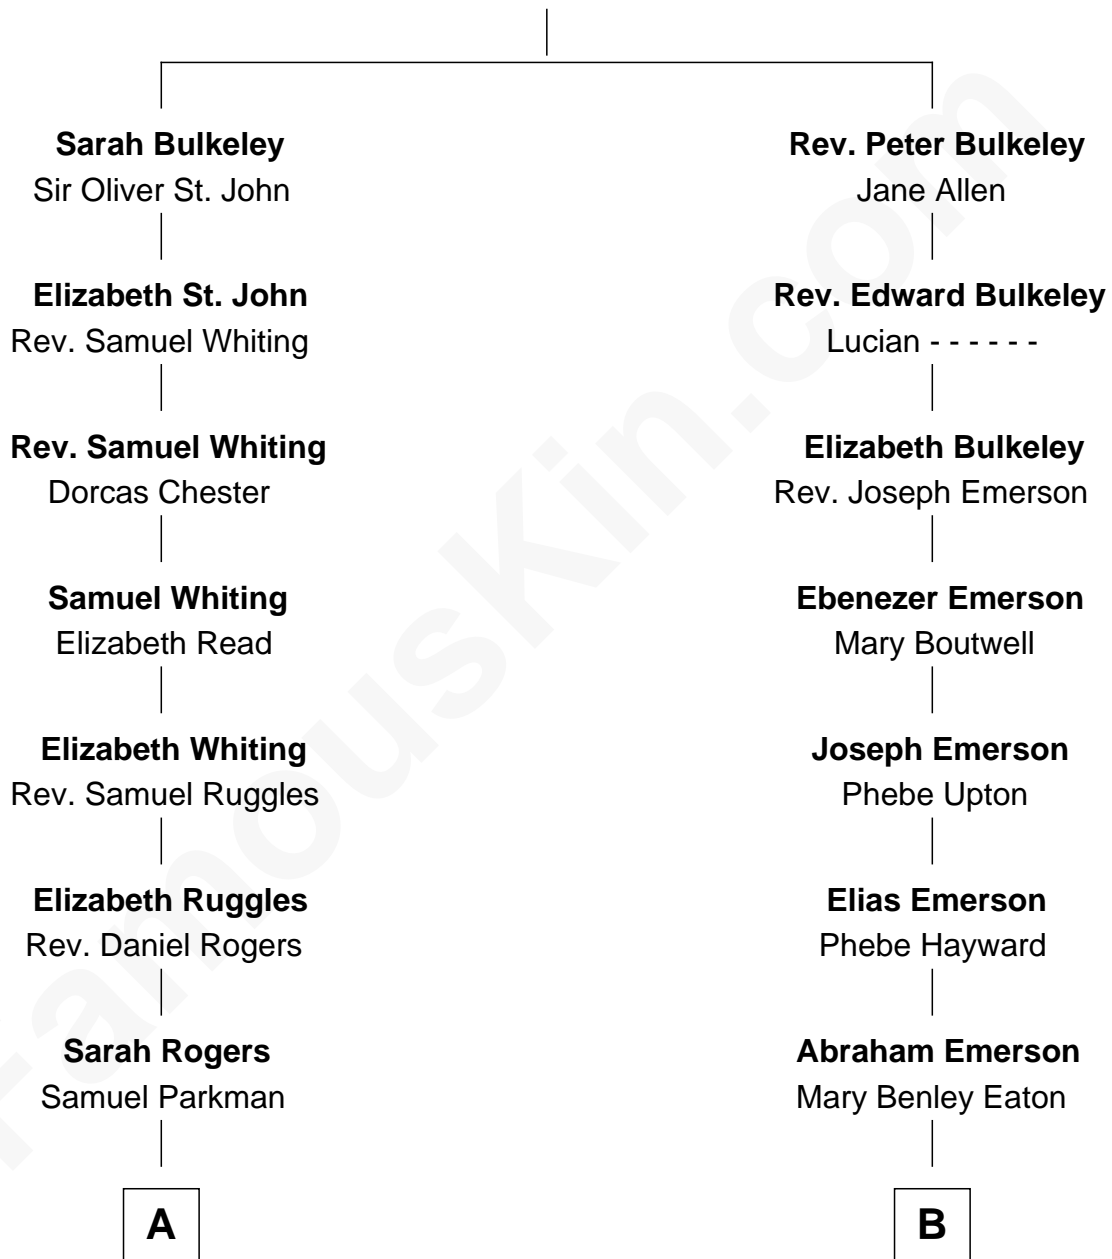 Sarah Bulkeley
Sir Oliver St. John
Elizabeth St. John
Rev. Samuel Whiting
Rev. Samuel Whiting
Dorcas Chester
Samuel Whiting
Elizabeth Read
Elizabeth Whiting
Rev. Samuel Ruggles
Elizabeth Ruggles
Rev. Daniel Rogers
Sarah Rogers
Samuel Parkman
A
Rev. Peter Bulkeley
Jane Allen
Rev. Edward Bulkeley
Lucian - - - - - -
Elizabeth Bulkeley
Rev. Joseph Emerson
Ebenezer Emerson
Mary Boutwell
Joseph Emerson
Phebe Upton
Elias Emerson
Phebe Hayward
Abraham Emerson
Mary Benley Eaton
B
FamousKin.com